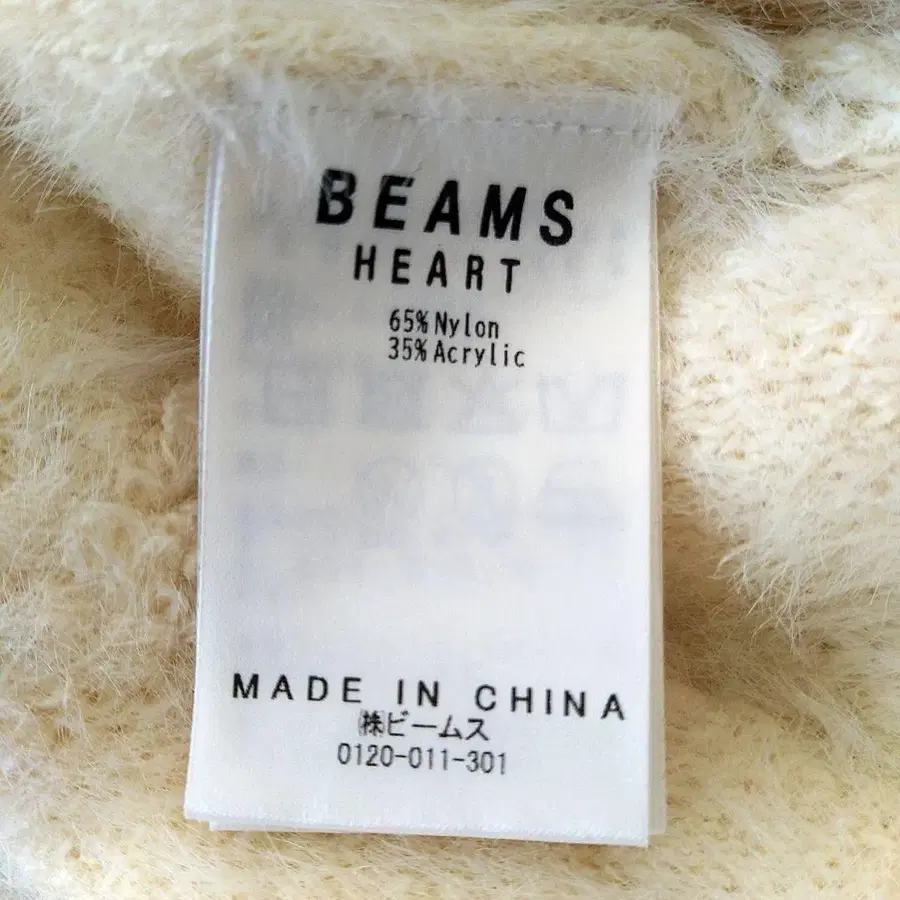 BEAMS
HEART
65%Nylon
35%Acrylic
MADE IN CHINA
㈱ビームス
0120-011-301